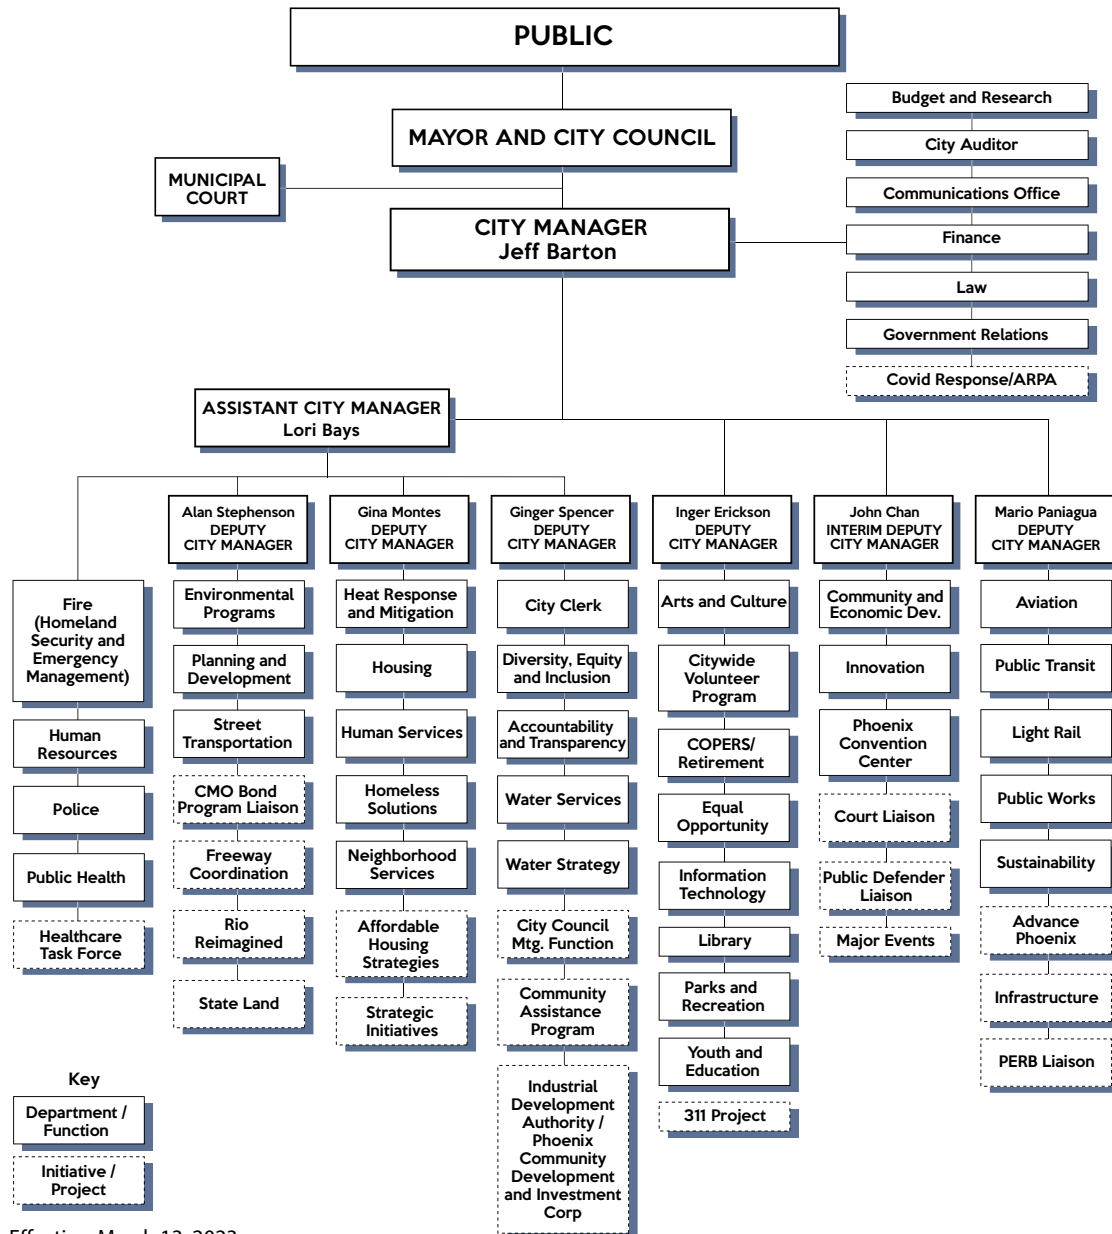 PUBLIC
MAYOR AND CITY COUNCIL
MUNICIPAL
COURT
CITY MANAGER
Jeff Barton
Budget and Research
City Auditor
Communications Office
Finance
Law
Government Relations
Covid Response/ARPA
ASSISTANT CITY MANAGER
Lori Bays
Fire
(Homeland
Security and
Emergency
Management)
Human
Resources
Police
Public Health
Healthcare
Task Force
Alan Stephenson
DEPUTY
CITY MANAGER
Environmental
Programs
Planning and
Development
Street
Transportation
CMO Bond
Program Liaison
Freeway
Coordination
Rio
Reimagined
State Land
Gina Montes
DEPUTY
CITY MANAGER
Heat Response
and Mitigation
Housing
Human Services
Homeless
Solutions
Neighborhood
Services
Affordable
Housing
Strategies
Strategic
Initiatives
Ginger Spencer
DEPUTY
CITY MANAGER
City Clerk
Diversity, Equity
and Inclusion
Accountability
and Transparency
Water Services
Water Strategy
City Council
Mtg. Function
Community
Assistance
Program
Industrial
Development
Authority /
Phoenix
Community
Development
and Investment
Corp
Inger Erickson
DEPUTY
CITY MANAGER
Arts and Culture
Citywide
Volunteer
Program
COPERS/
Retirement
Equal
Opportunity
Information
Technology
Library
Parks and
Recreation
Youth and
Education
311 Project
John Chan
INTERIM DEPUTY
CITY MANAGER
Community and
Economic Dev.
Innovation
Phoenix
Convention
Center
Court Liaison
Public Defender
Liaison
Major Events
Mario Paniagua
DEPUTY
CITY MANAGER
Aviation
Public Transit
Light Rail
Public Works
Sustainability
Advance
Phoenix
Infrastructure
PERB Liaison
Key
Department /
Function
Initiative /
Project